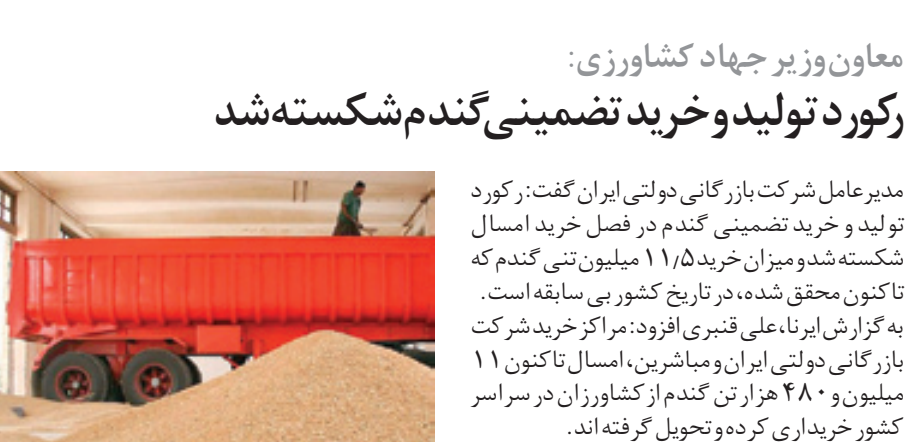 معاون‌وزیر جهاد کشاورزی:
رکورد تولید و خرید تضمینی گندم شکسته شد
مدیرعامل شرکت بازرگانی دولتی ایران گفت: رکورد
تولید و خرید تضمینی گندم در فصل خرید امسال
شکسته شد و میزان خرید ۱۱٫۵ میلیون تنی گندم که
تاکنون محقق شده، در تاریخ کشور بی سابقه است.
به گزارش ایرنا، علی قنبری افزود: مراکز خرید شرکت
بازرگانی دولتی ایران و مباشرین، امسال تاکنون ۱۱
میلیون و ۴۸۰ هزار تن گندم از کشاورزان در سراسر
کشور خریداری کرده و تحویل گرفته اند.